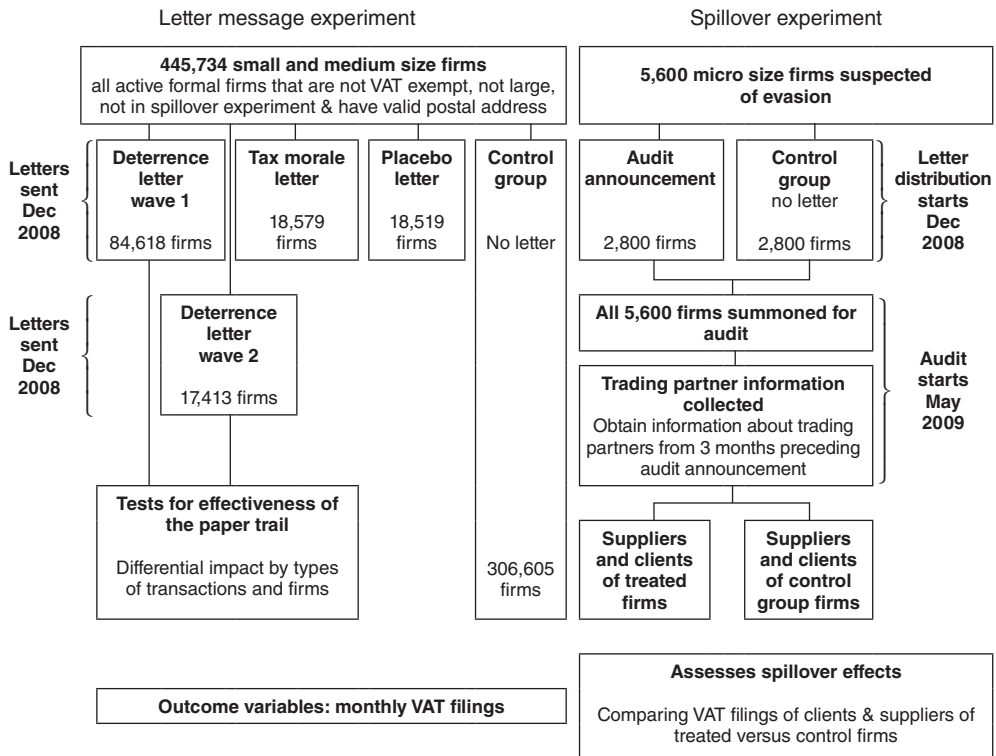 Letter message experiment
445,734 small and medium size firms
all active formal firms that are not VAT exempt, not large,
not in spillover experiment & have valid postal address
Letters
sent
Dec
2008
Deterrence
letter
wave 1
84,618 firms
Tax morale
letter
18,579
firms
Placebo
letter
18,519
firms
Control
group
No letter
306,605
firms
Letters
sent
Dec
2008
Deterrence
letter
wave 2
17,413 firms
Tests for effectiveness of
the paper trail
Differential impact by types
of transactions and firms
Outcome variables: monthly VAT filings
Spillover experiment
5,600 micro size firms suspected
of evasion
Audit
announcement
2,800 firms
Control
group
no letter
2,800 firms
Letter
distribution
starts
Dec
2008
All 5,600 firms summoned for
audit
Trading partner information
collected
Obtain information about trading
partners from 3 months preceding
audit announcement
Audit
starts
May
2009
Suppliers
and clients
of treated
firms
Suppliers
and clients
of control
group firms
Assesses spillover effects
Comparing VAT filings of clients & suppliers of
treated versus control firms